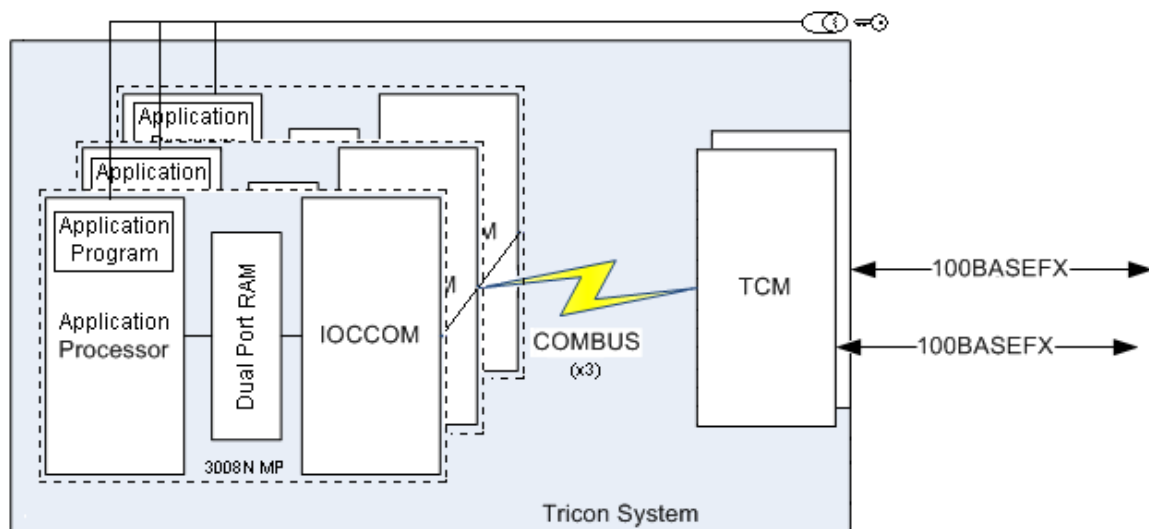 Application
Application
Application
Program
Application
Processor
Dual Port RAM
IOCCOM
M
M
3008N MP
COMBUS
(x3)
TCM
100BASEFX
100BASEFX
Tricon System